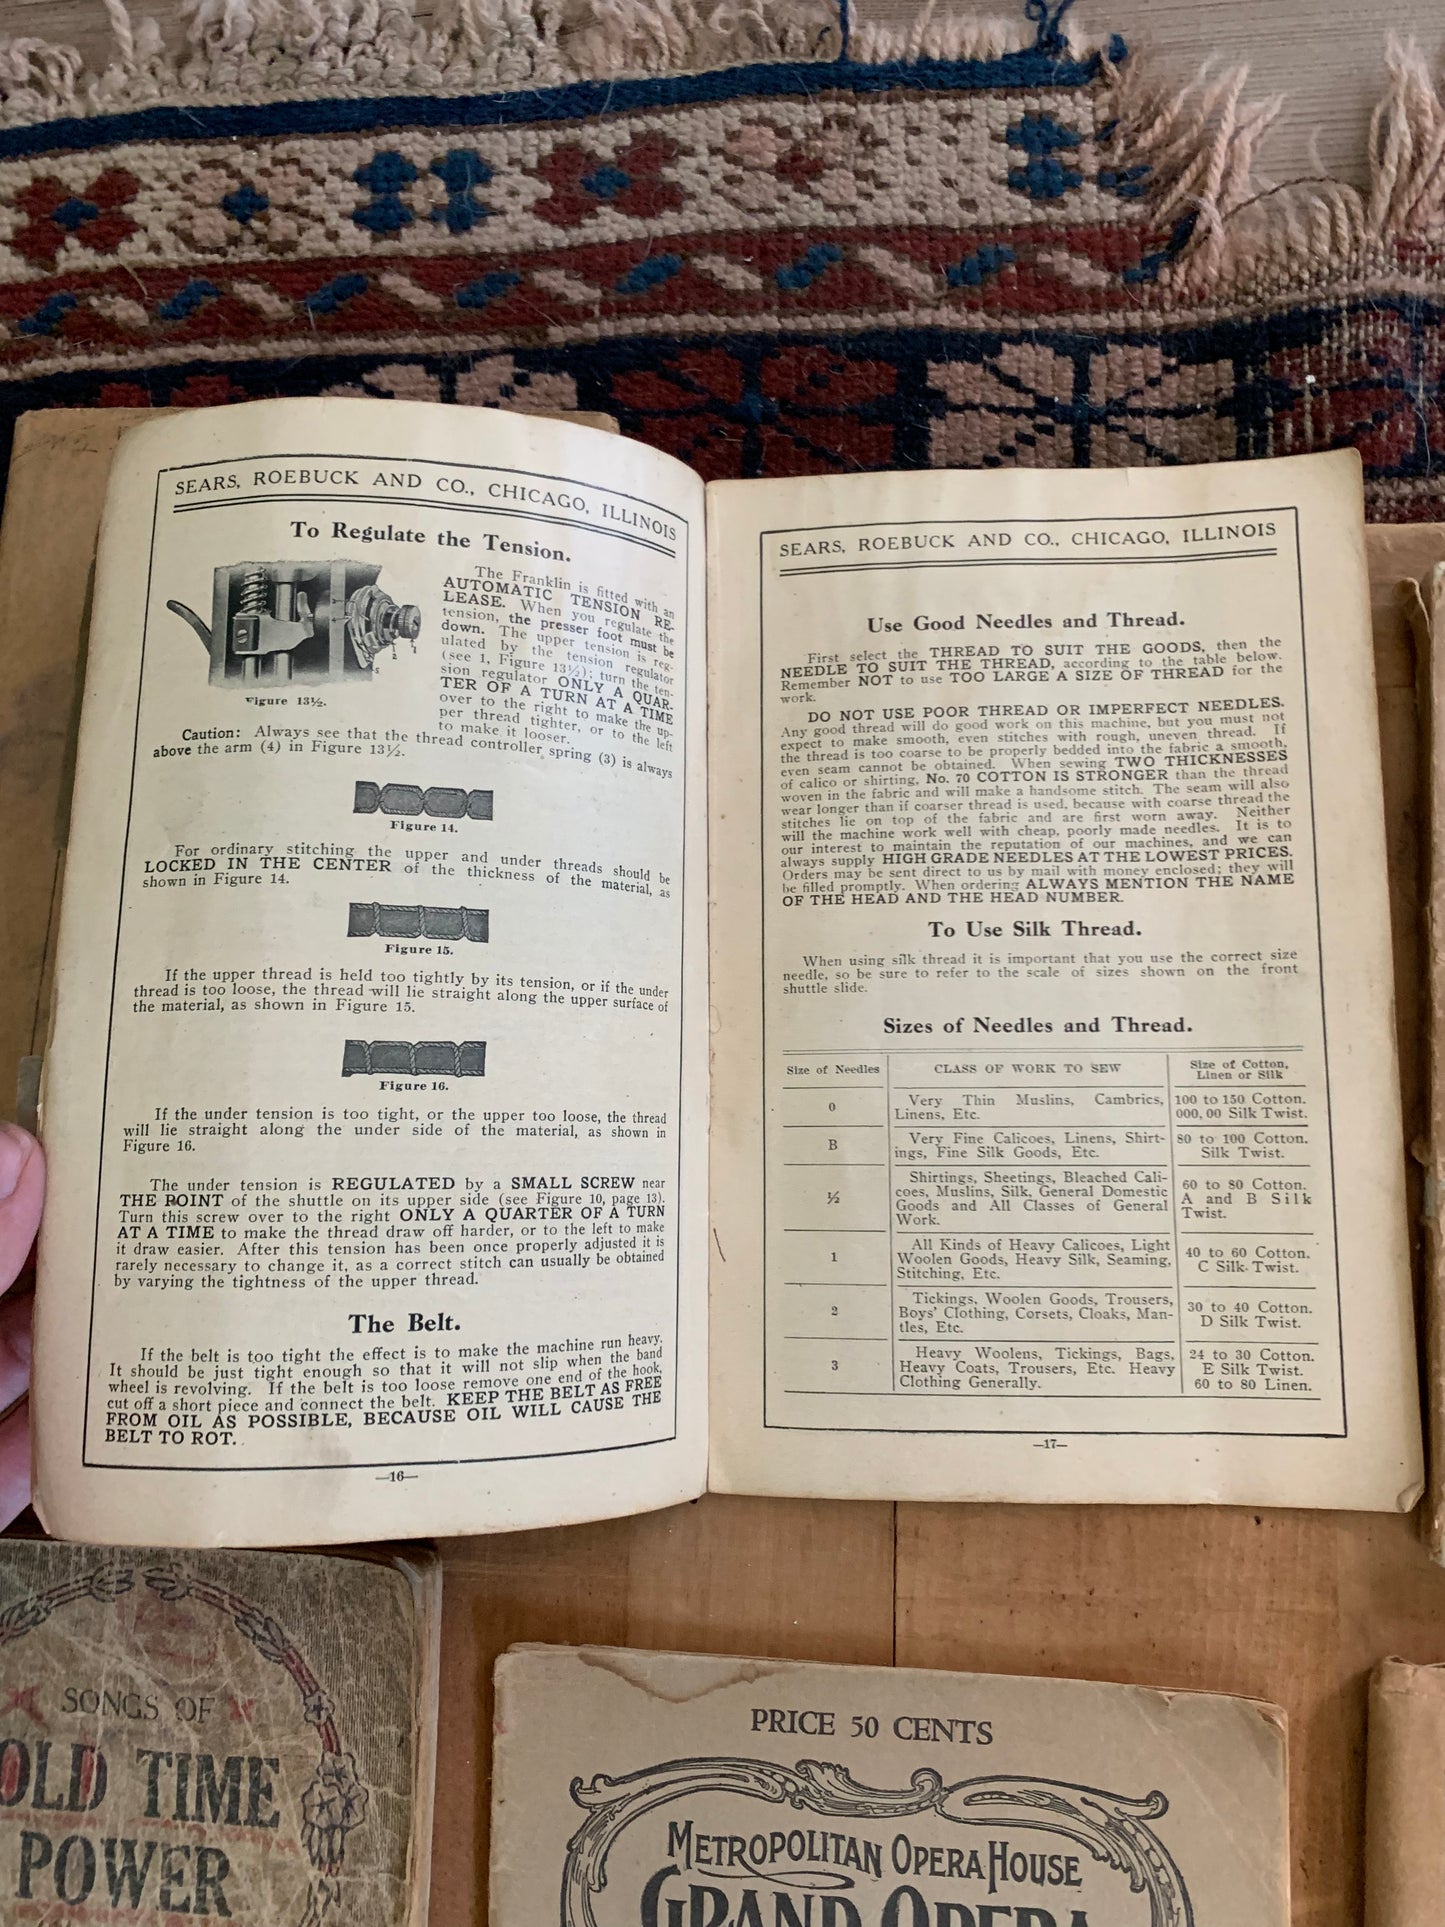 SEARS, ROEBUCK AND CO., CHICAGO, ILLINOIS
To Regulate the Tension.
The Franklin is fitted with an
AUTOMATIC TENSION RE-
LEASE. When you regulate the
tension, the presser foot must be
down. The upper tension is reg-
ulated by the tension regulator
(see 1, Figure 13½); turn the ten-
sion regulator ONLY A QUAR-
TER OF A TURN AT A TIME
over to the right to make the up-
per thread tighter, or to the left
to make it looser.
Figure 13½.
Caution: Always see that the thread controller spring (3) is always
above the arm (4) in Figure 13½.
Figure 14.
For ordinary stitching the upper and under threads should be
LOCKED IN THE CENTER of the thickness of the material, as
shown in Figure 14.
Figure 15.
If the upper thread is held too tightly by its tension, or if the under
thread is too loose, the thread will lie straight along the upper surface of
the material, as shown in Figure 15.
Figure 16.
If the under tension is too tight, or the upper too loose, the thread
will lie straight along the under side of the material, as shown in
Figure 16.
The under tension is REGULATED by a SMALL SCREW near
THE POINT of the shuttle on its upper side (see Figure 10, page 13).
Turn this screw over to the right ONLY A QUARTER OF A TURN
AT A TIME to make the thread draw off harder, or to the left to make
it draw easier. After this tension has been once properly adjusted it is
rarely necessary to change it, as a correct stitch can usually be obtained
by varying the tightness of the upper thread.
The Belt.
If the belt is too tight the effect is to make the machine run heavy.
It should be just tight enough so that it will not slip when the band
wheel is revolving. If the belt is too loose remove one end of the hook,
cut off a short piece and connect the belt. KEEP THE BELT AS FREE
FROM OIL AS POSSIBLE, BECAUSE OIL WILL CAUSE THE
BELT TO ROT.
—16—
SEARS, ROEBUCK AND CO., CHICAGO, ILLINOIS
Use Good Needles and Thread.
First select the THREAD TO SUIT THE GOODS, then the
NEEDLE TO SUIT THE THREAD, according to the table below.
Remember NOT to use TOO LARGE A SIZE OF THREAD for the
work.
DO NOT USE POOR THREAD OR IMPERFECT NEEDLES.
Any good thread will do good work on this machine, but you must not
expect to make smooth, even stitches with rough, uneven thread. If
the thread is too coarse to be properly bedded into the fabric a smooth,
even seam cannot be obtained. When sewing TWO THICKNESSES
of calico or shirting, No. 70 COTTON IS STRONGER than the thread
woven in the fabric and will make a handsome stitch. The seam will also
wear longer than if coarser thread is used, because with coarse thread the
stitches lie on top of the fabric and are first worn away. Neither
will the machine work well with cheap, poorly made needles. It is to
our interest to maintain the reputation of our machines, and we can
always supply HIGH GRADE NEEDLES AT THE LOWEST PRICES.
Orders may be sent direct to us by mail with money enclosed; they will
be filled promptly. When ordering ALWAYS MENTION THE NAME
OF THE HEAD AND THE HEAD NUMBER.
To Use Silk Thread.
When using silk thread it is important that you use the correct size
needle, so be sure to refer to the scale of sizes shown on the front
shuttle slide.
Sizes of Needles and Thread.
Size of Needles
CLASS OF WORK TO SEW
Size of Cotton,
Linen or Silk
0
Very Thin Muslins, Cambrics,
Linens, Etc.
100 to 150 Cotton.
000, 00 Silk Twist.
B
Very Fine Calicoes, Linens, Shirt-
ings, Fine Silk Goods, Etc.
80 to 100 Cotton.
Silk Twist.
½
Shirtings, Sheetings, Bleached Cali-
coes, Muslins, Silk, General Domestic
Goods and All Classes of General
Work.
60 to 80 Cotton.
A and B Silk
Twist.
1
All Kinds of Heavy Calicoes, Light
Woolen Goods, Heavy Silk, Seaming,
Stitching, Etc.
40 to 60 Cotton.
C Silk Twist.
2
Tickings, Woolen Goods, Trousers,
Boys' Clothing, Corsets, Cloaks, Man-
tles, Etc.
30 to 40 Cotton.
D Silk Twist.
3
Heavy Woolens, Tickings, Bags,
Heavy Coats, Trousers, Etc. Heavy
Clothing Generally.
24 to 30 Cotton.
E Silk Twist.
60 to 80 Linen.
—17—
SONGS OF
OLD TIME
POWER
PRICE 50 CENTS
METROPOLITAN OPERA HOUSE
GRAND OPERA